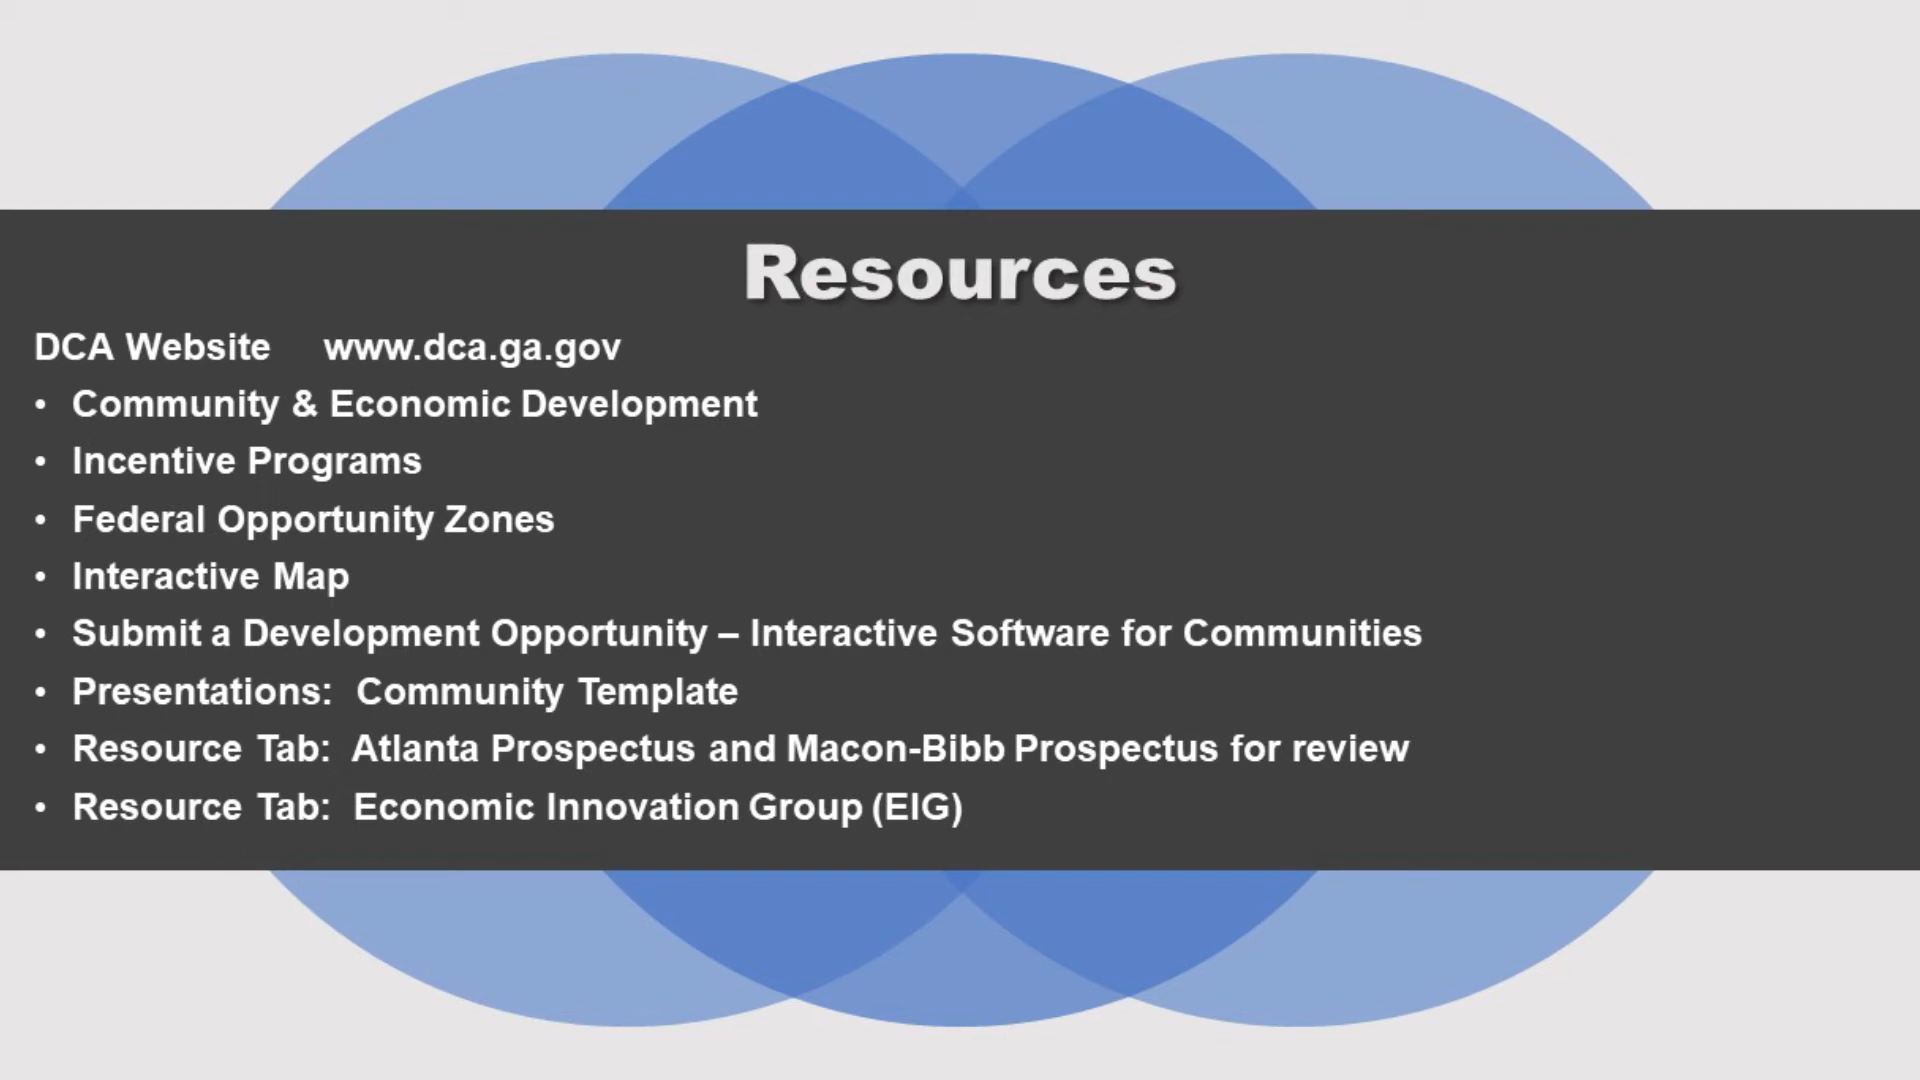 Resources
DCA Website www.dca.ga.gov
• Community & Economic Development
• Incentive Programs
• Federal Opportunity Zones
• Interactive Map
• Submit a Development Opportunity – Interactive Software for Communities
• Presentations: Community Template
• Resource Tab: Atlanta Prospectus and Macon-Bibb Prospectus for review
• Resource Tab: Economic Innovation Group (EIG)